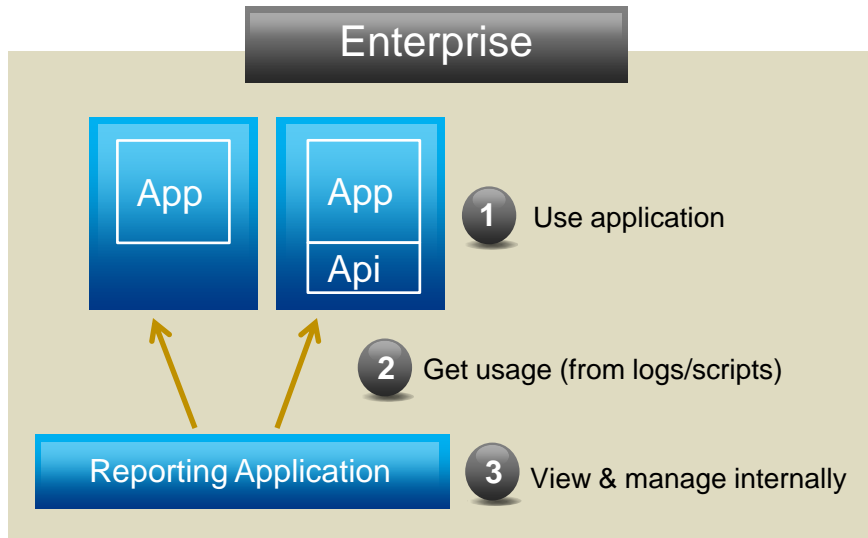 Enterprise
App
App
Api
1 Use application
2 Get usage (from logs/scripts)
Reporting Application
3 View & manage internally